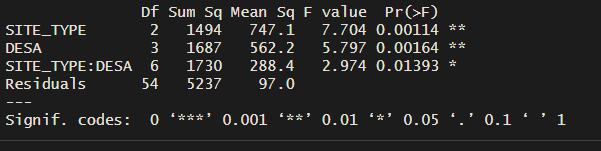 Df Sum Sq Mean Sq F value  Pr(>F)
SITE_TYPE    2   1494   747.1   7.704 0.00114 **
DESA         3   1687   562.2   5.797 0.00164 **
SITE_TYPE:DESA  6   1730   288.4   2.974 0.01393 *
Residuals   54   5237    97.0
---
Signif. codes:  0 ‘***’ 0.001 ‘**’ 0.01 ‘*’ 0.05 ‘.’ 0.1 ‘ ’ 1